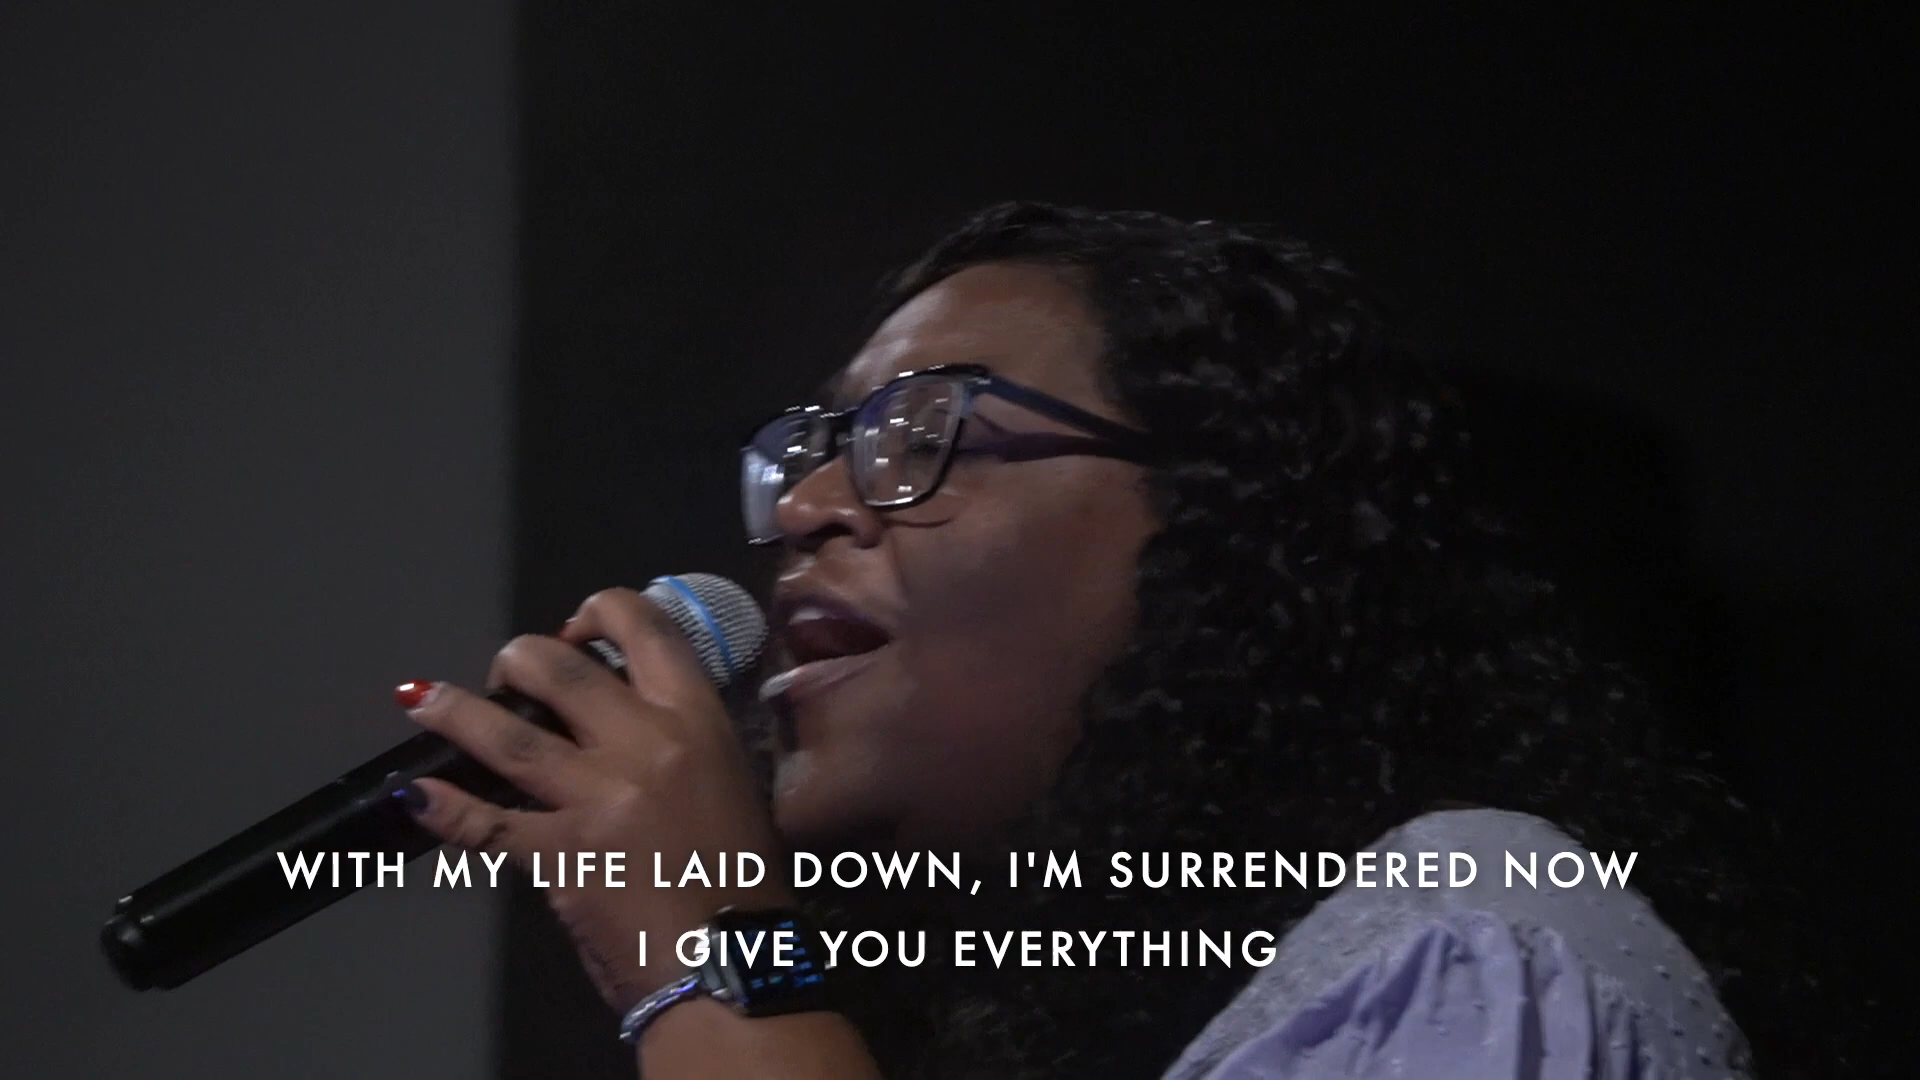 WITH MY LIFE LAID DOWN, I'M SURRENDERED NOW
I GIVE YOU EVERYTHING